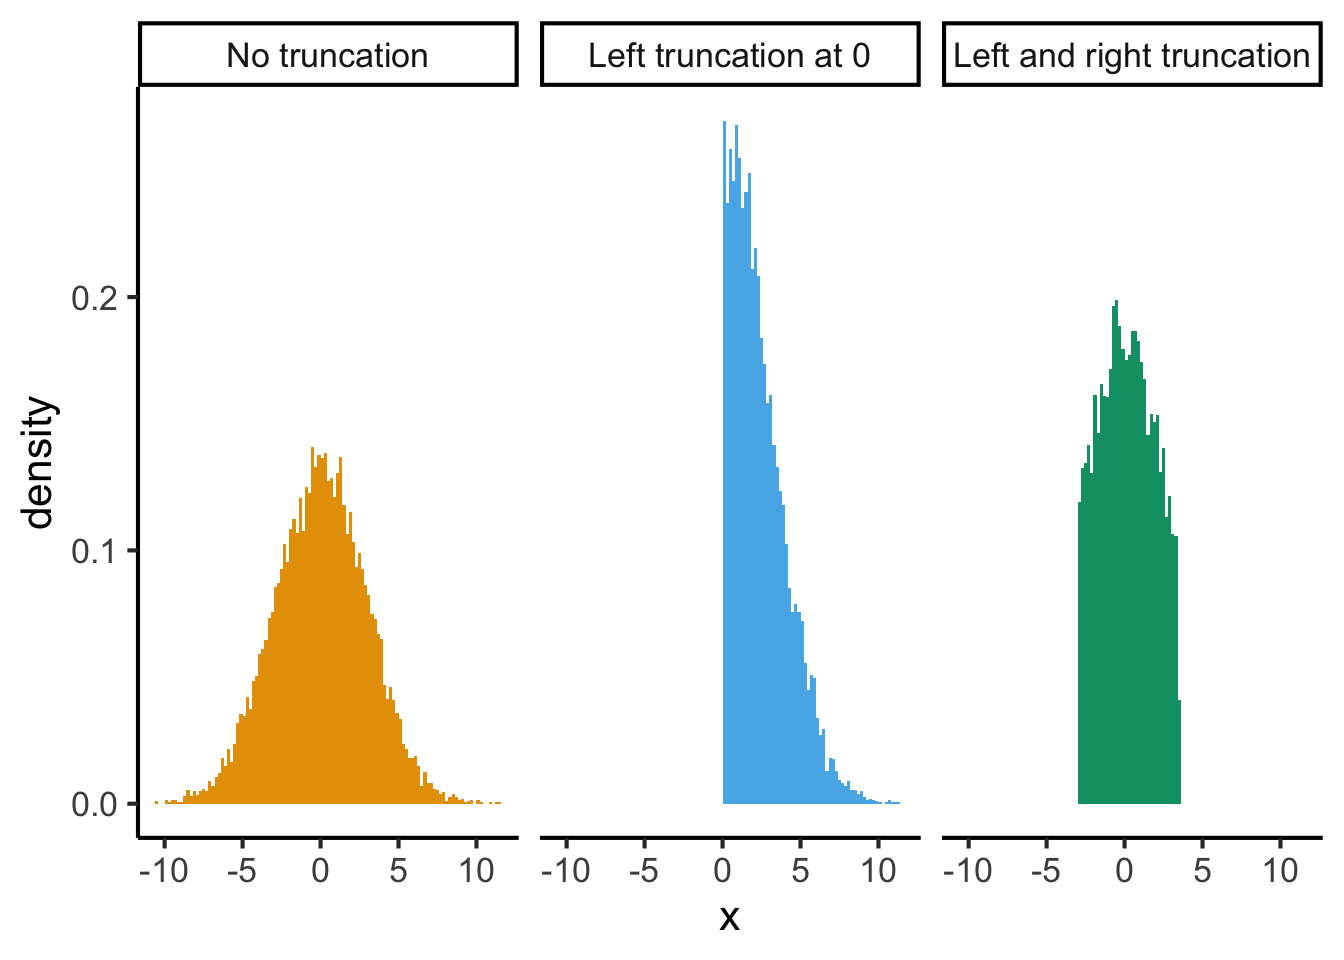 No truncation
Left truncation at 0
Left and right truncation
density
0.2
0.1
0.0
-10 -5 0 5 10
-10 -5 0 5 10
-10 -5 0 5 10
x